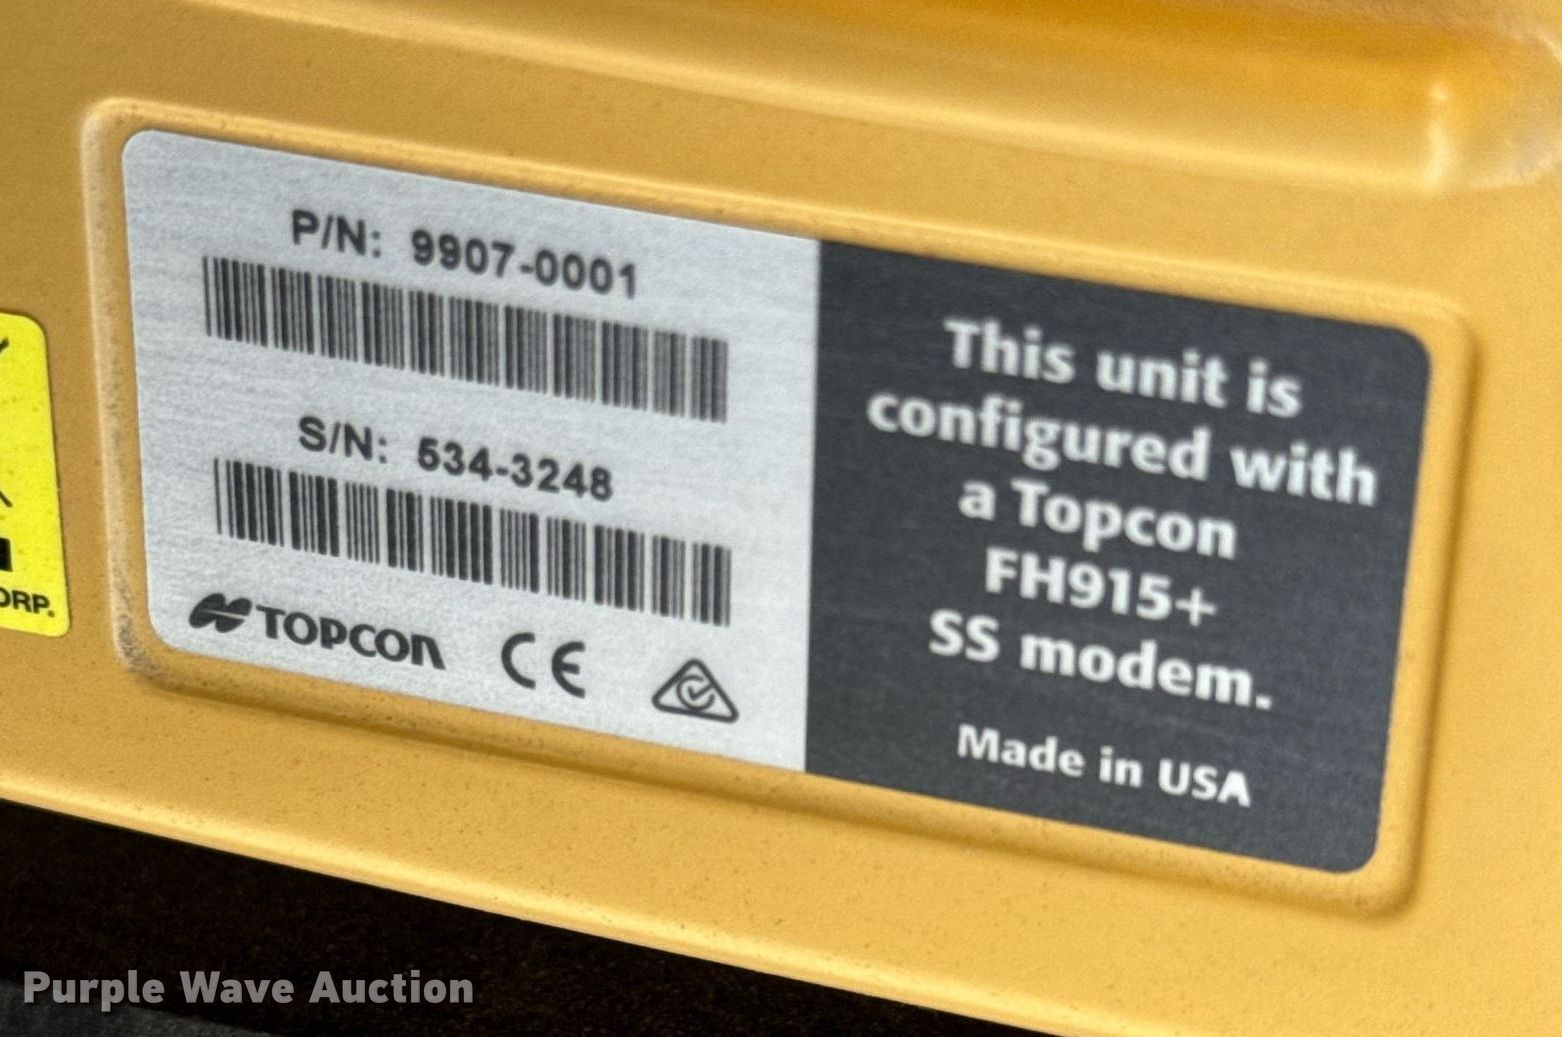 P/N: 9907-0001
S/N: 534-3248
TOPCON CE
This unit is
configured with
a Topcon
FH915+
SS modem.
Made in USA
ORP.
Purple Wave Auction